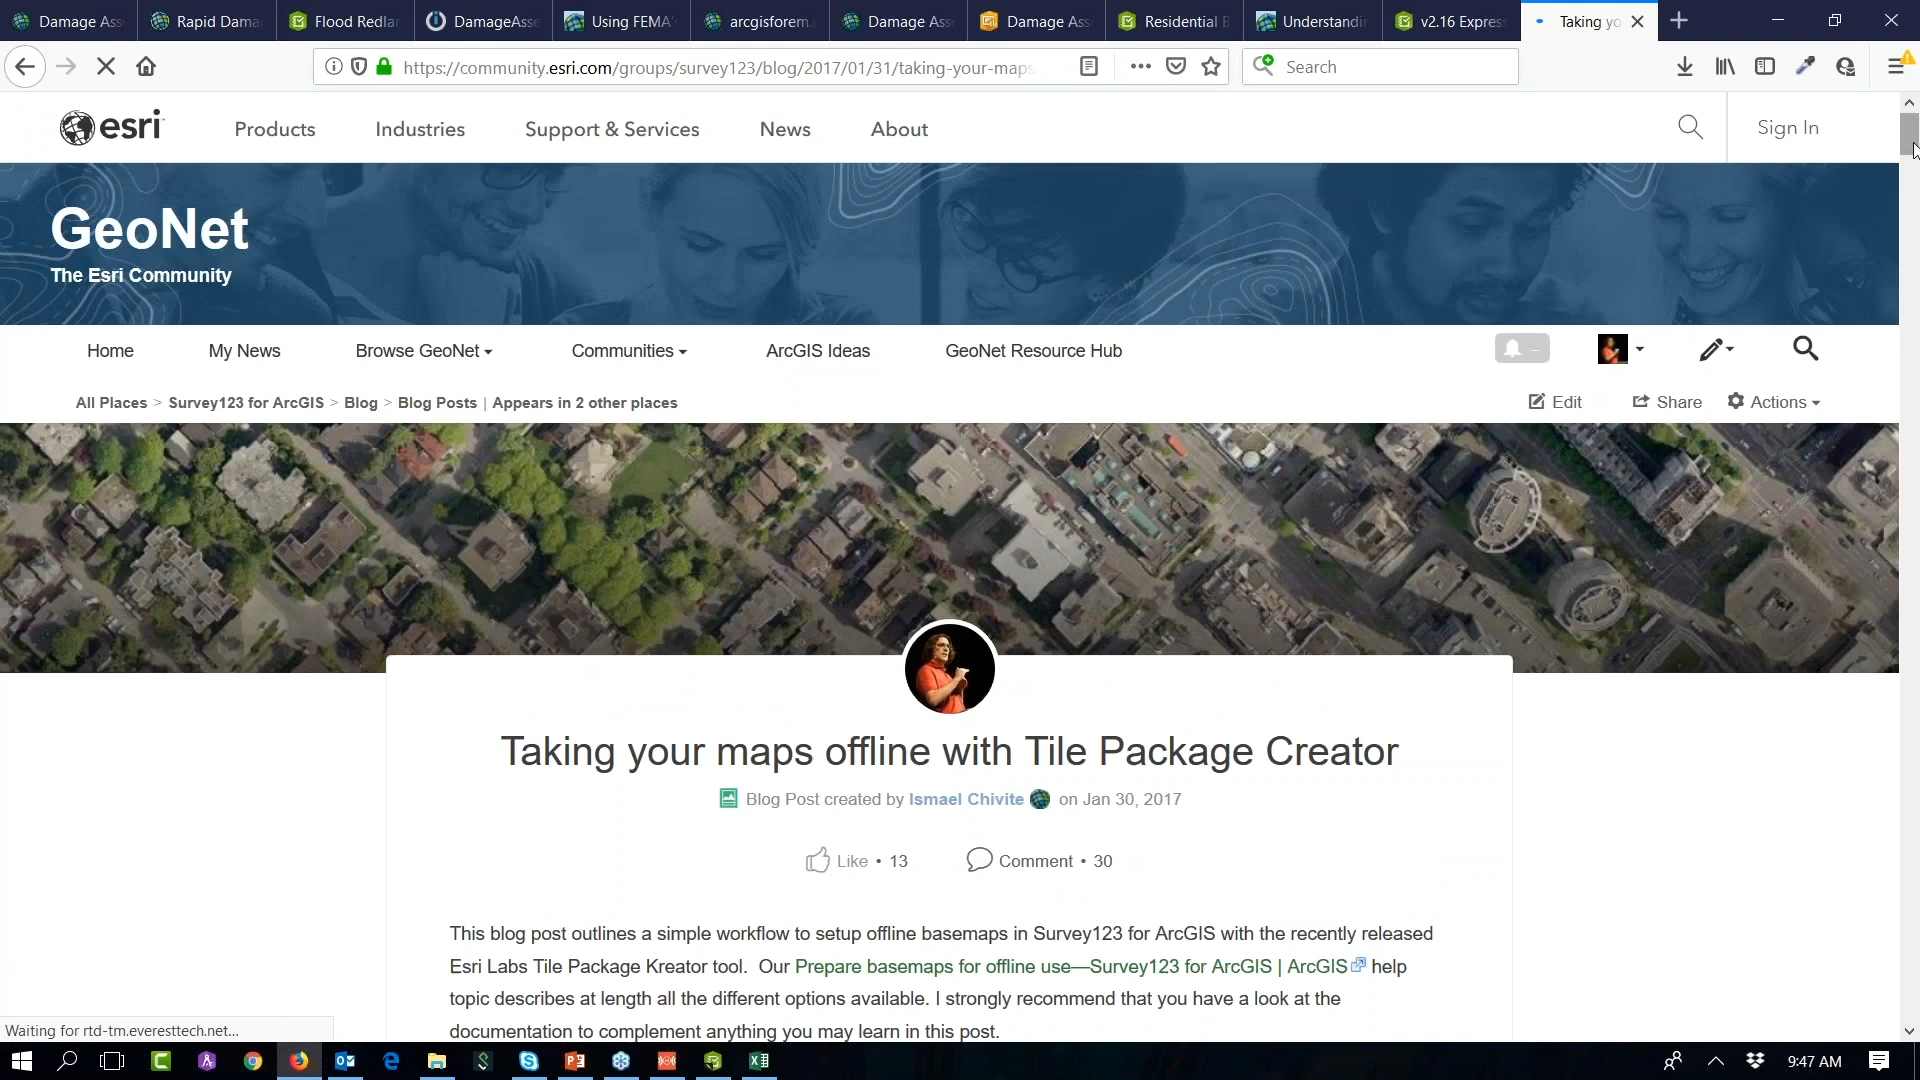 Damage Ass
Rapid Dama
Flood Redlan
DamageAsse
Using FEMA'
arcgisforem.
Damage Ass
Damage Ass
Residential B
Understandin
v2.16 Express
Taking yo
https://community.esri.com/groups/survey123/blog/2017/01/31/taking-your-maps
Search
esri
Products
Industries
Support & Services
News
About
Sign In
GeoNet
The Esri Community
Home
My News
Browse GeoNet
Communities
ArcGIS Ideas
GeoNet Resource Hub
All Places > Survey123 for ArcGIS > Blog > Blog Posts | Appears in 2 other places
Edit
Share
Actions
Taking your maps offline with Tile Package Creator
Blog Post created by Ismael Chivite on Jan 30, 2017
Like • 13
Comment • 30
This blog post outlines a simple workflow to setup offline basemaps in Survey123 for ArcGIS with the recently released
Esri Labs Tile Package Kreator tool. Our Prepare basemaps for offline use—Survey123 for ArcGIS | ArcGIS help
topic describes at length all the different options available. I strongly recommend that you have a look at the
documentation to complement anything you may learn in this post.
Waiting for rtd-tm.everesttech.net...
9:47 AM